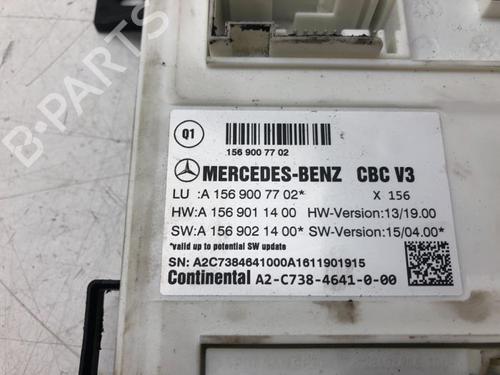 B-PARTS
Q1
156 900 77 02
MERCEDES-BENZ CBC V3
LU :A 156 900 77 02* X 156
HW:A 156 901 14 00 HW-Version:13/19.00
SW:A 156 902 14 00* SW-Version:15/04.00*
*valid up to potential SW update
SN: A2C7384641000A1611901915
Continental A2-C738-4641-0-00